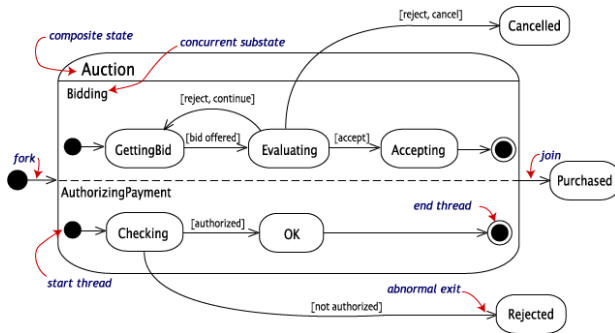 composite state
concurrent substate
[reject, cancel]
Cancelled
Auction
Bidding
[reject, continue]
GettingBid
[bid offered]
Evaluating
[accept]
Accepting
fork
join
AuthorizingPayment
Purchased
Checking
[authorized]
OK
end thread
start thread
[not authorized]
abnormal exit
Rejected